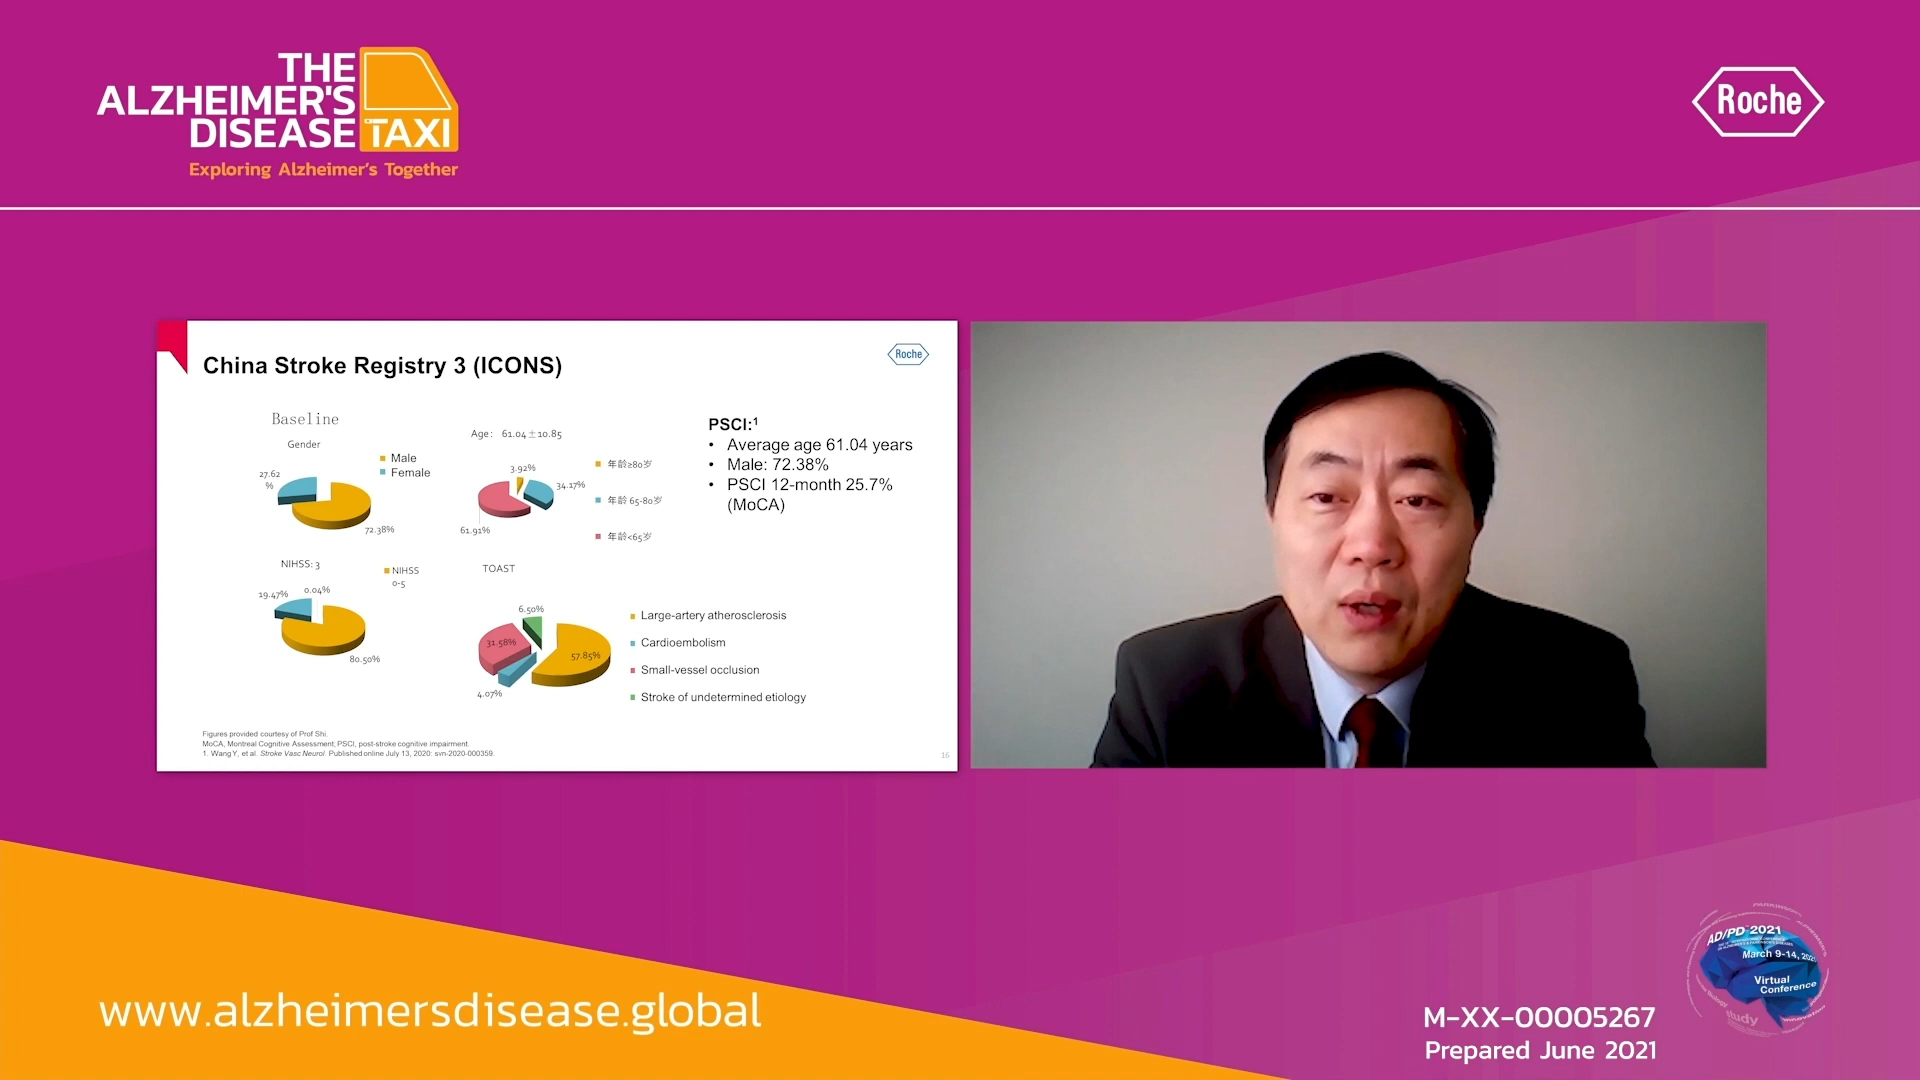 THE
ALZHEIMER'S
DISEASE TAXI
Exploring Alzheimer's Together
Roche
China Stroke Registry 3 (ICONS)
Roche
Baseline
Gender
Male
Female
27.62
%
72.38%
Age: 61.04±10.85
3.92%
34.17%
61.91%
年龄≥80岁
年龄 65-80岁
年龄<65岁
PSCI:1
• Average age 61.04 years
• Male: 72.38%
• PSCI 12-month 25.7%
(MoCA)
NIHSS: 3
NIHSS
0-5
19.47%
0.04%
80.50%
TOAST
6.50%
31.58%
57.85%
4.07%
Large-artery atherosclerosis
Cardioembolism
Small-vessel occlusion
Stroke of undetermined etiology
Figures provided courtesy of Prof Shi.
MoCA, Montreal Cognitive Assessment; PSCI, post-stroke cognitive impairment.
1. Wang Y, et al. Stroke Vasc Neurol. Published online July 13, 2020: svn-2020-000359.
16
www.alzheimersdisease.global
M-XX-00005267
Prepared June 2021
AD/PD 2021
March 9-14, 2021
Virtual
Conference
study